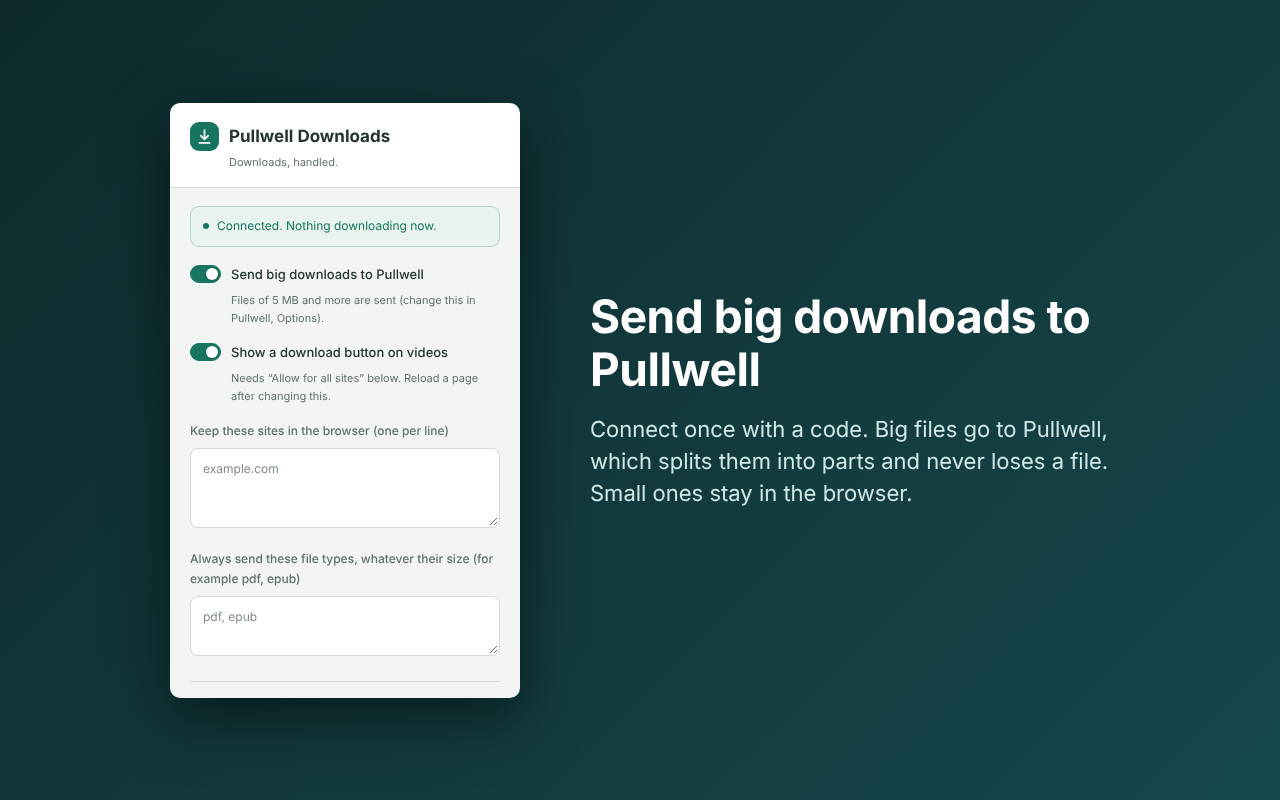 Pullwell Downloads
Downloads, handled.
Connected. Nothing downloading now.
Send big downloads to Pullwell
Files of 5 MB and more are sent (change this in
Pullwell, Options).
Show a download button on videos
Needs “Allow for all sites” below. Reload a page
after changing this.
Keep these sites in the browser (one per line)
example.com
Always send these file types, whatever their size (for
example pdf, epub)
pdf, epub
Send big downloads to
Pullwell
Connect once with a code. Big files go to Pullwell,
which splits them into parts and never loses a file.
Small ones stay in the browser.